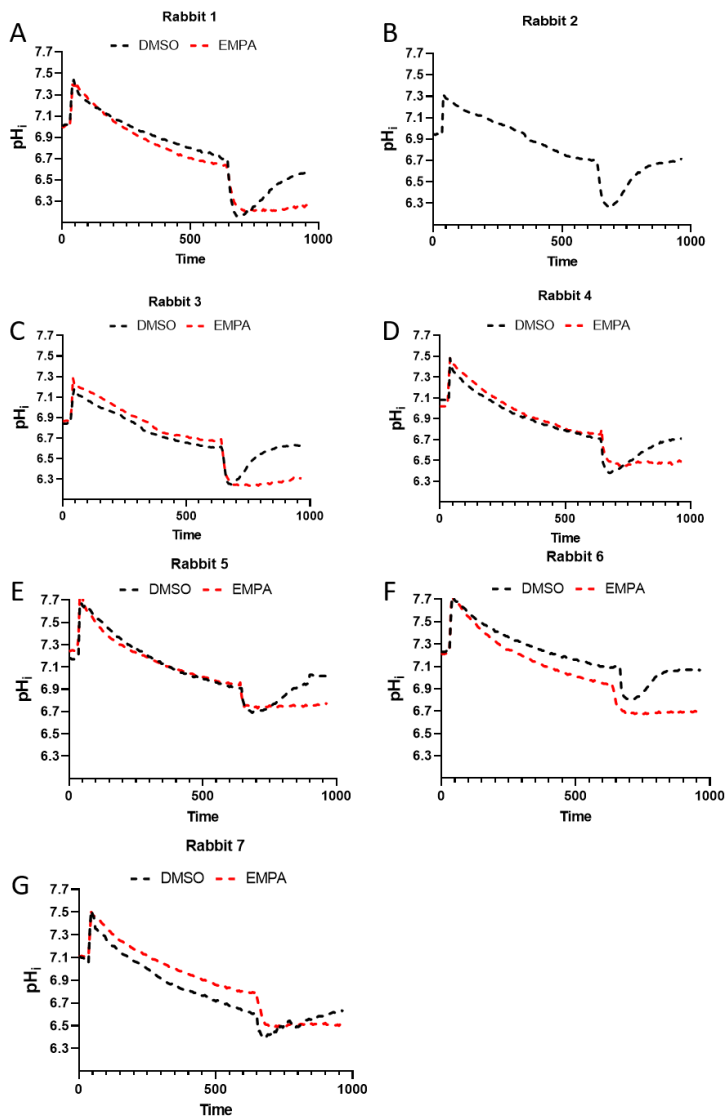 A
Rabbit 1
DMSO EMPA
7.7
7.5
7.3
7.1
6.9
6.7
6.5
6.3
pHi
0 500 1000
Time
B
Rabbit 2
7.7
7.5
7.3
7.1
6.9
6.7
6.5
6.3
pHi
0 500 1000
Time
C
Rabbit 3
DMSO EMPA
7.7
7.5
7.3
7.1
6.9
6.7
6.5
6.3
pHi
0 500 1000
Time
D
Rabbit 4
DMSO EMPA
7.7
7.5
7.3
7.1
6.9
6.7
6.5
6.3
pHi
0 500 1000
Time
E
Rabbit 5
DMSO EMPA
7.7
7.5
7.3
7.1
6.9
6.7
6.5
6.3
pHi
0 500 1000
Time
F
Rabbit 6
DMSO EMPA
7.7
7.5
7.3
7.1
6.9
6.7
6.5
6.3
pHi
0 500 1000
Time
G
Rabbit 7
DMSO EMPA
7.7
7.5
7.3
7.1
6.9
6.7
6.5
6.3
pHi
0 500 1000
Time